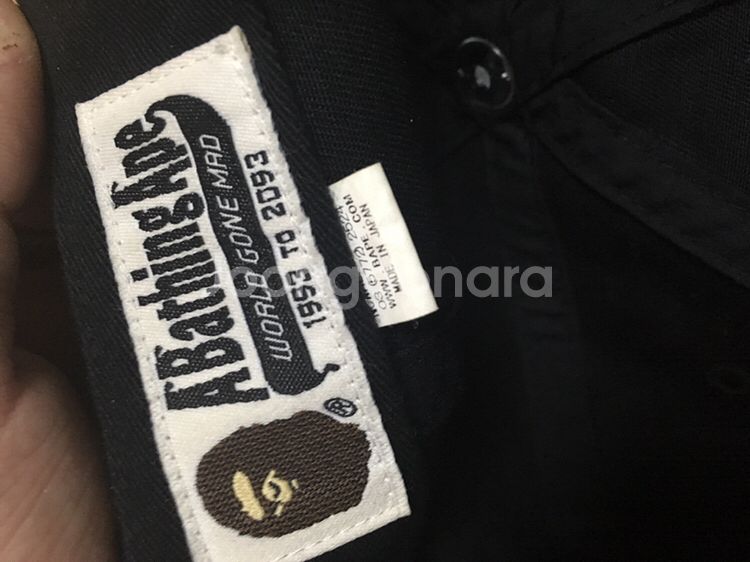 A Bathing Ape
WORLD GONE MAD
1993 TO 2093
®
WWW. BAPE. COM
MADE IN JAPAN